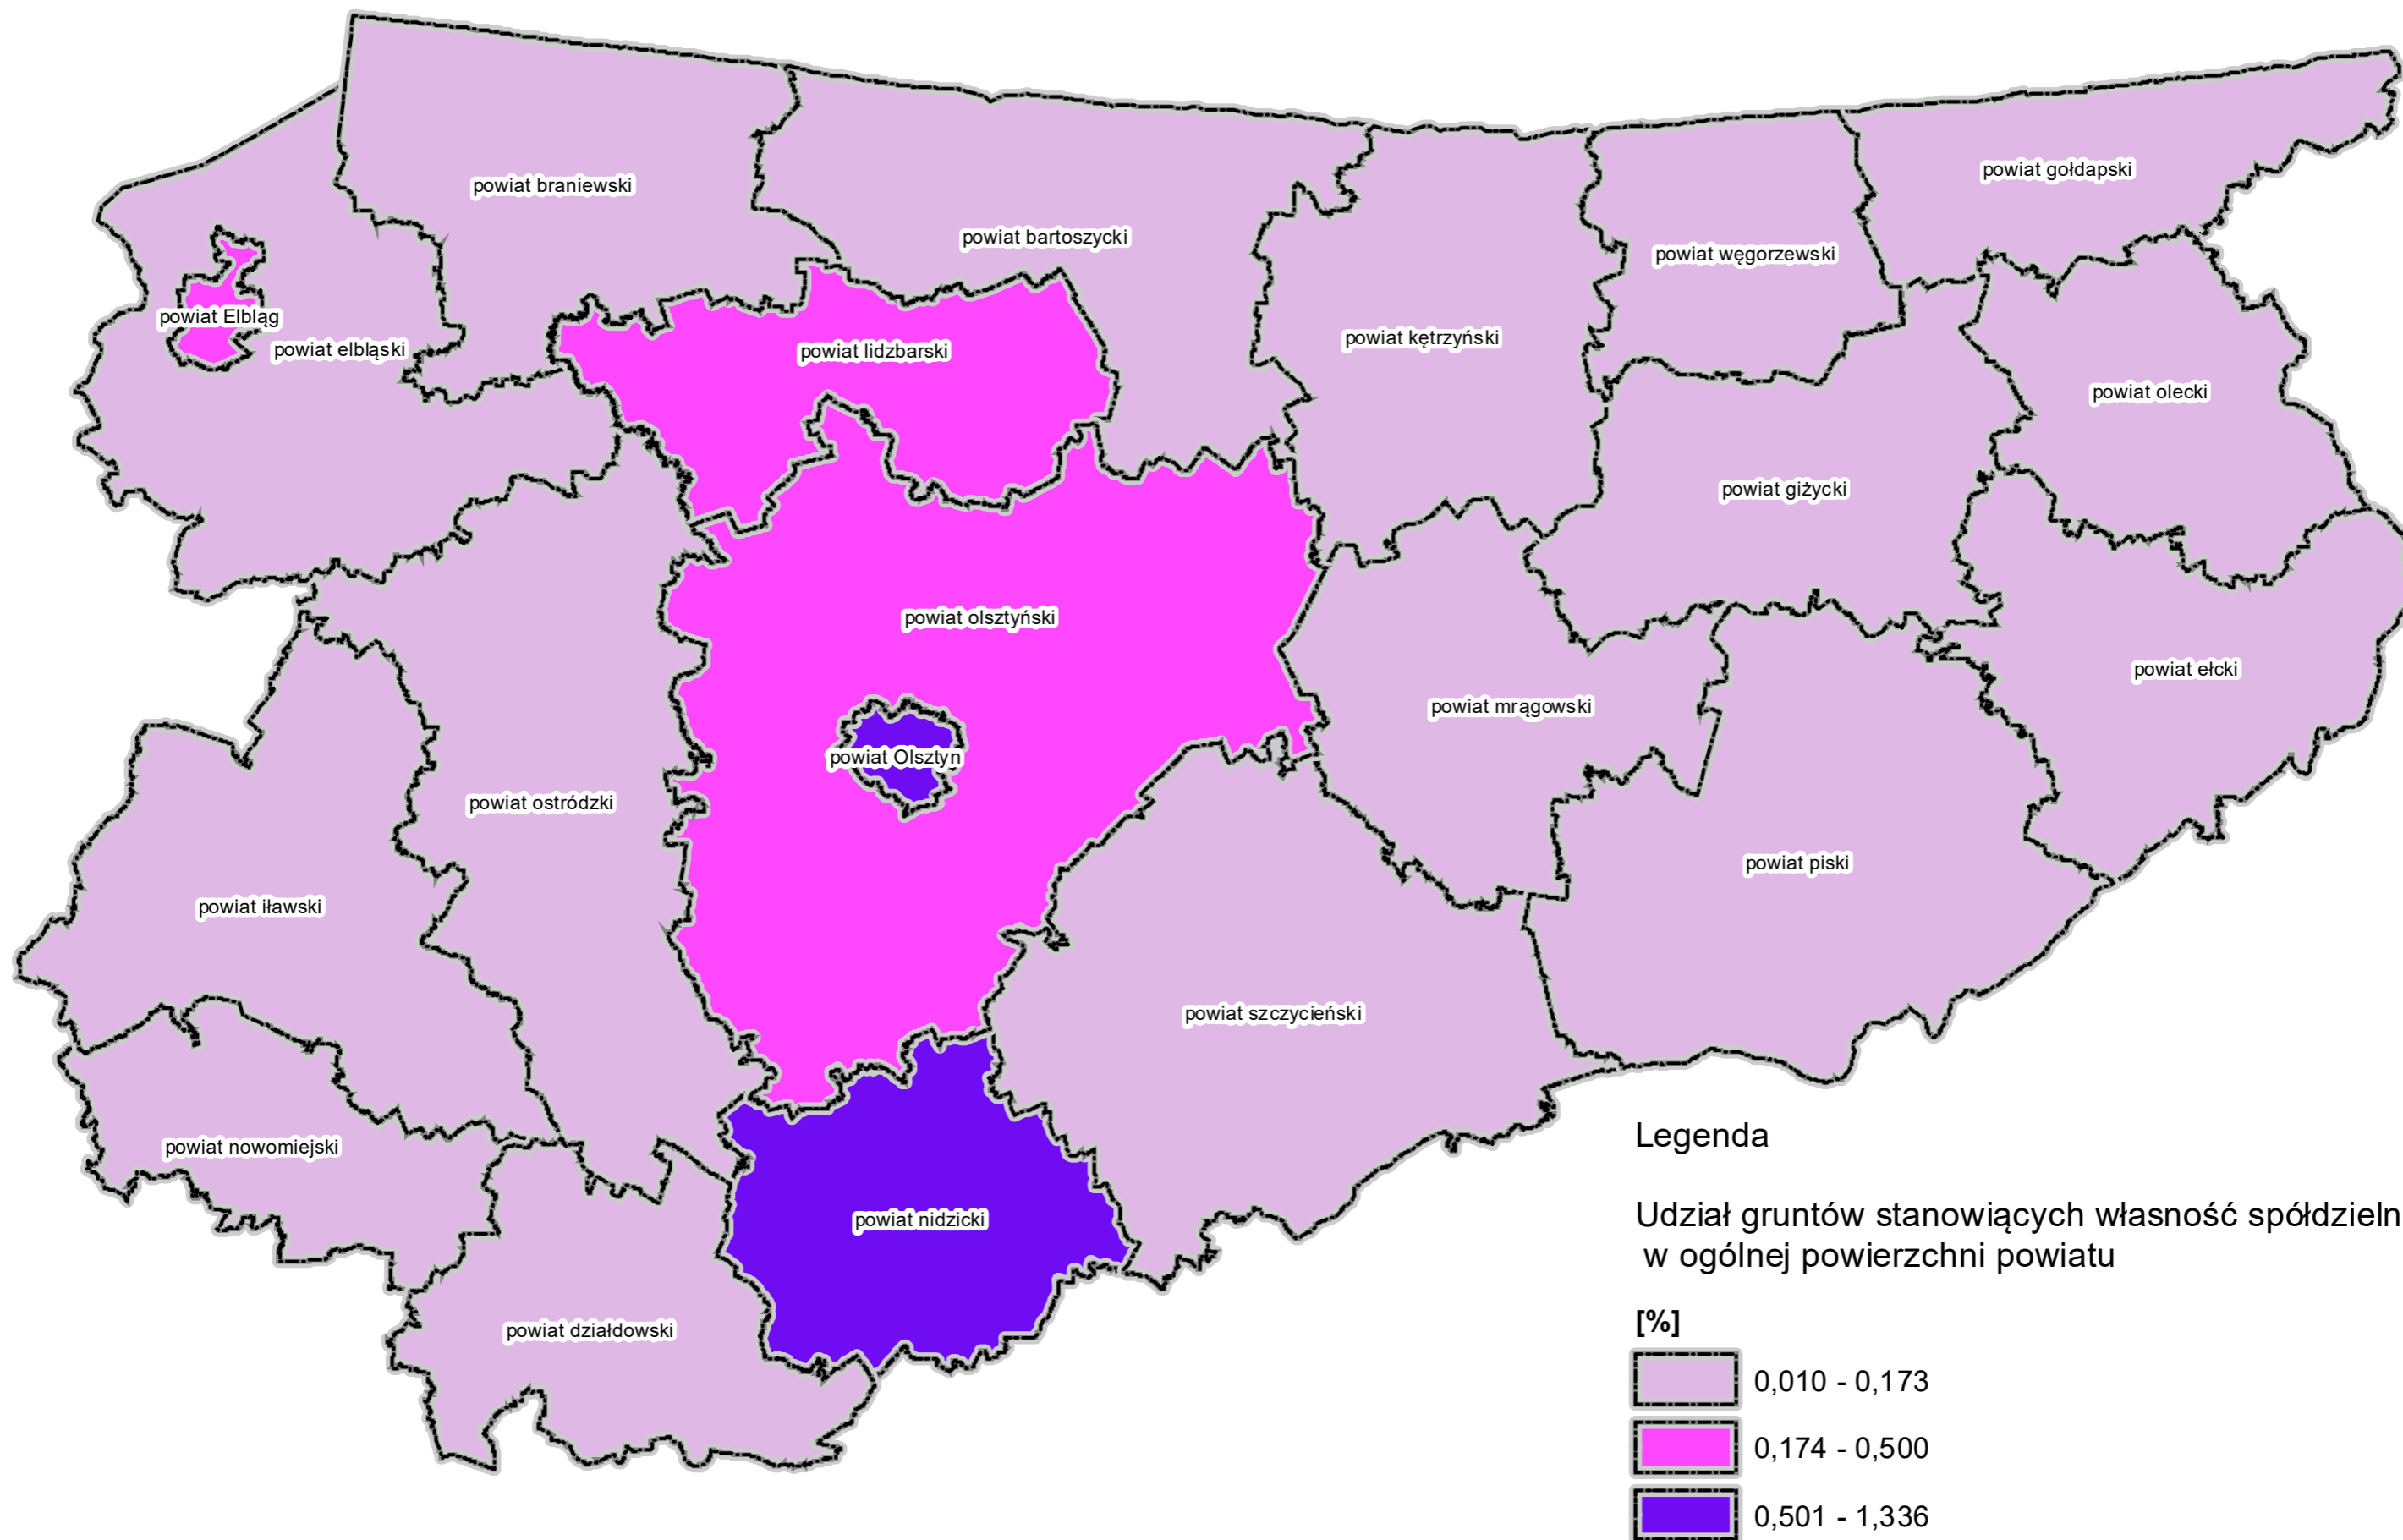 powiat gołdapski
powiat braniewski
powiat bartoszycki
powiat węgorzewski
powiat Elbląg
powiat kętrzyński
powiat elbląski
powiat lidzbarski
powiat olecki
powiat giżycki
powiat olsztyński
powiat ełcki
powiat mrągowski
powiat Olsztyn
powiat ostródzki
powiat piski
powiat iławski
powiat szczycieński
powiat nowomiejski
powiat nidzicki
powiat działdowski
Legenda
Udział gruntów stanowiących własność spółdzieln
w ogólnej powierzchni powiatu
[%]
0,010 - 0,173
0,174 - 0,500
0,501 - 1,336